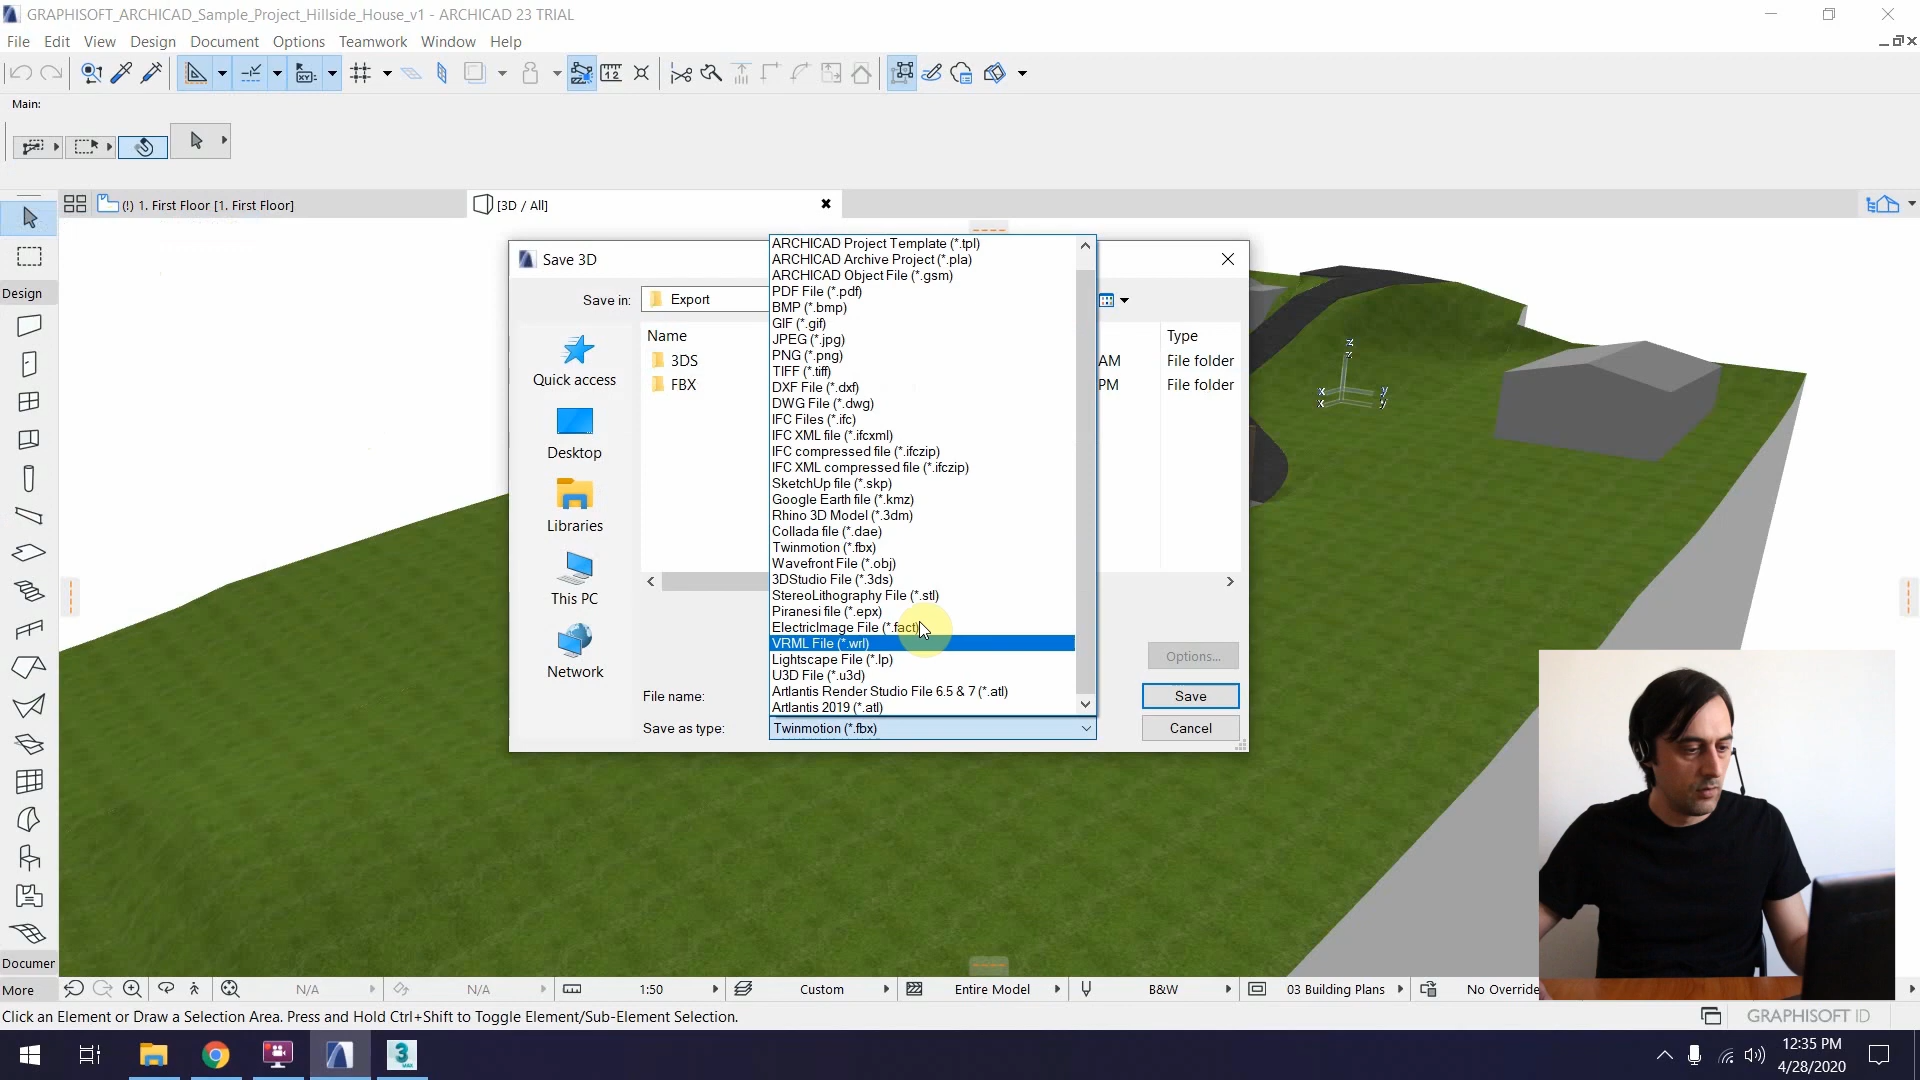 GRAPHISOFT_ARCHICAD_Sample_Project_Hillside_House_v1 - ARCHICAD 23 TRIAL
File Edit View Design Document Options Teamwork Window Help
Main:
(!) 1. First Floor [1. First Floor]
[3D / All]
Design
Save 3D
Save in:
Export
Name
Type
3DS
AM
File folder
FBX
PM
File folder
Quick access
Desktop
Libraries
This PC
Network
ARCHICAD Project Template (*.tpl)
ARCHICAD Archive Project (*.pla)
ARCHICAD Object File (*.gsm)
PDF File (*.pdf)
BMP (*.bmp)
GIF (*.gif)
JPEG (*.jpg)
PNG (*.png)
TIFF (*.tiff)
DXF File (*.dxf)
DWG File (*.dwg)
IFC Files (*.ifc)
IFC XML file (*.ifcxml)
IFC compressed file (*.ifczip)
IFC XML compressed file (*.ifczip)
SketchUp file (*.skp)
Google Earth file (*.kmz)
Rhino 3D Model (*.3dm)
Collada file (*.dae)
Twinmotion (*.fbx)
Wavefront File (*.obj)
3DStudio File (*.3ds)
StereoLithography File (*.stl)
Piranesi file (*.epx)
ElectricImage File (*.fact)
VRML File (*.wrl)
Lightscape File (*.lp)
U3D File (*.u3d)
Artlantis Render Studio File 6.5 & 7 (*.atl)
Artlantis 2019 (*.atl)
Options...
File name:
Save
Save as type:
Twinmotion (*.fbx)
Cancel
z
z
x
y
x
y
Documen
More
N/A
N/A
1:50
Custom
Entire Model
B&W
03 Building Plans
No Override
Click an Element or Draw a Selection Area. Press and Hold Ctrl+Shift to Toggle Element/Sub-Element Selection.
GRAPHISOFT ID
12:35 PM
4/28/2020